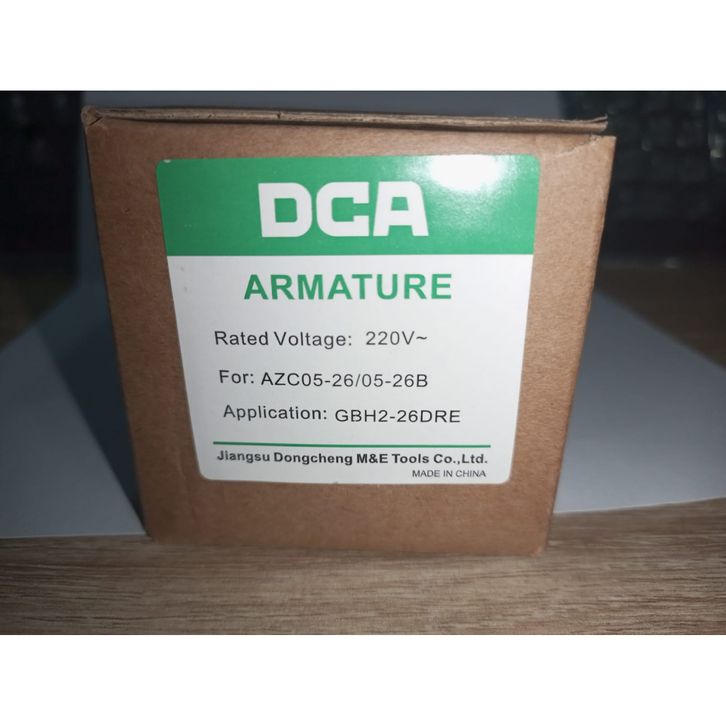 DCA
ARMATURE
Rated Voltage: 220V~
For: AZC05-26/05-26B
Application: GBH2-26DRE
Jiangsu Dongcheng M&E Tools Co.,Ltd.
MADE IN CHINA